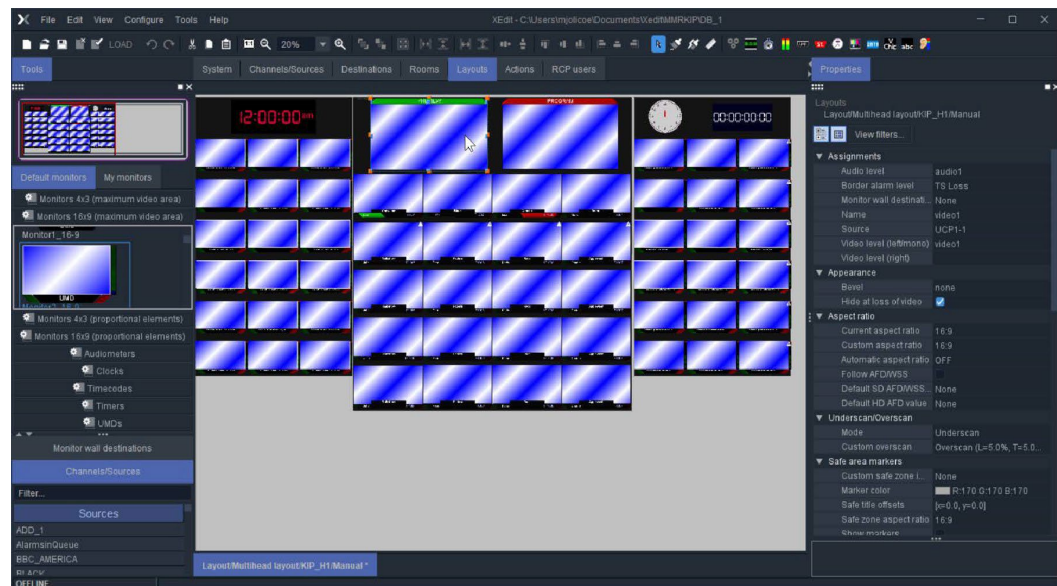 File Edit View Configure Tools Help
XEdit - C:\Users\mjolicoe\Documents\Xedit\MMRKIP\DB_1
LOAD
20%
abc
Tools
System Channels/Sources Destinations Rooms Layouts Actions RCP users
Properties
Layouts
Layout/Multihead layout/KIP_H1/Manual
View filters...
Default monitors My monitors
Monitors 4x3 (maximum video area)
Monitors 16x9 (maximum video area)
Monitor1_16-9
UMD
Monitors 4x3 (proportional elements)
Monitors 16x9 (proportional elements)
Audiometers
Clocks
Timecodes
Timers
UMDs
Monitor wall destinations
Channels/Sources
Filter...
Sources
ADD_1
AlarmsinQueue
BBC_AMERICA
BLACK
OFFLINE
12:00:00 am
PROGRAM
00:00:00:00
Layout/Multihead layout/KIP_H1/Manual *
Assignments
Audio level audio1
Border alarm level TS Loss
Monitor wall destinati... None
Name video1
Source UCP1-1
Video level (left/mono) video1
Video level (right)
Appearance
Bevel none
Hide at loss of video
Aspect ratio
Current aspect ratio 16:9
Custom aspect ratio 16:9
Automatic aspect ratio OFF
Follow AFD/WSS
Default SD AFD/WSS... None
Default HD AFD value None
Underscan/Overscan
Mode Underscan
Custom overscan Overscan (L=5.0%, T=5.0...
Safe area markers
Custom safe zone i... None
Marker color R:170 G:170 B:170
Safe title offsets [x=0.0, y=0.0]
Safe zone aspect ratio 16:9
Show markers